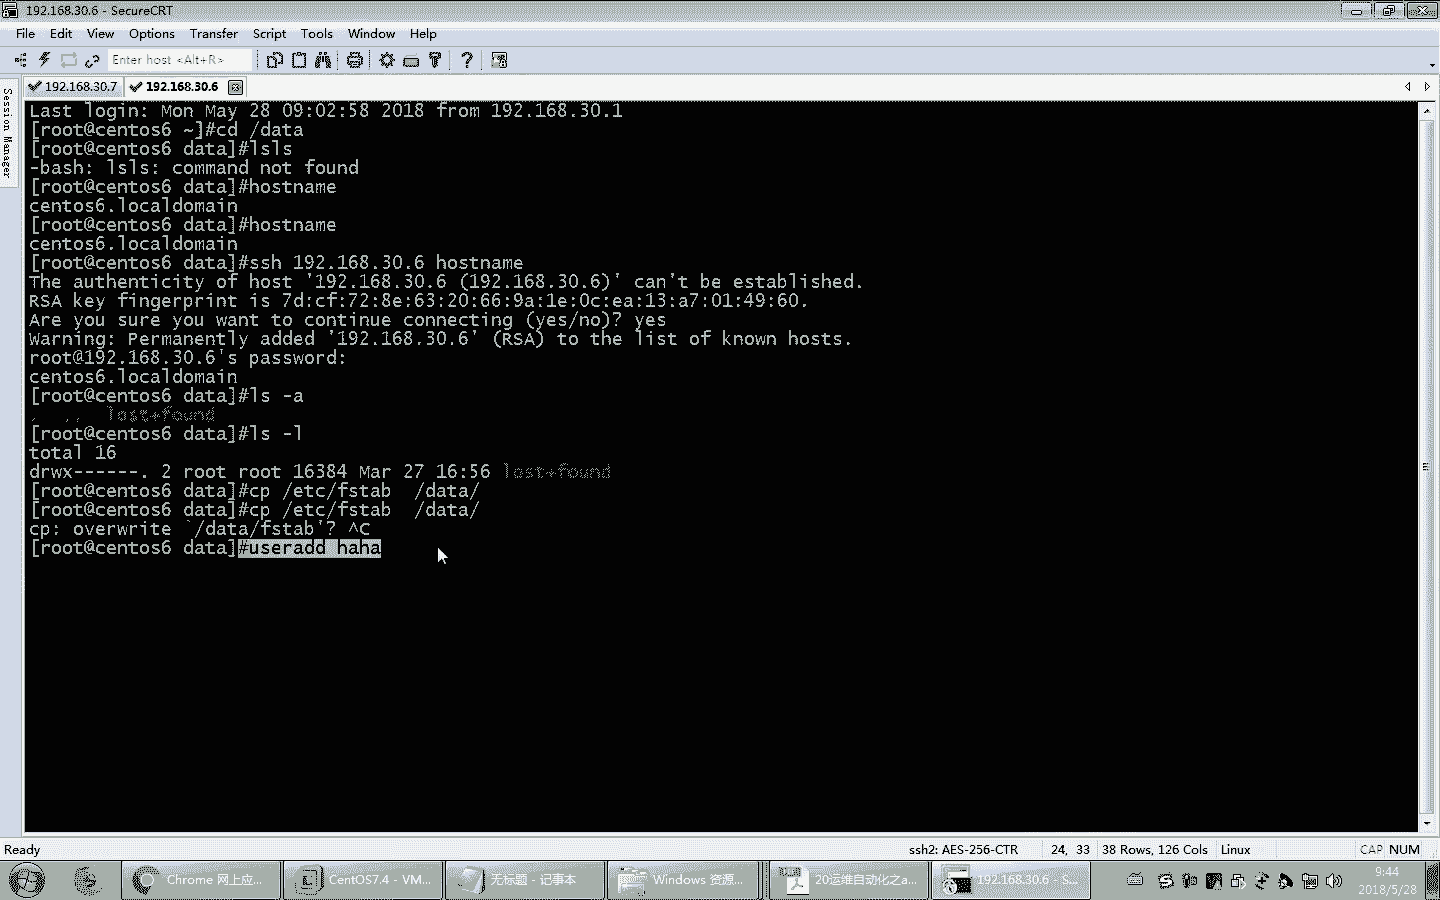 192.168.30.6 - SecureCRT
File Edit View Options Transfer Script Tools Window Help
Enter host <Alt+R>
192.168.30.7 192.168.30.6
Session Manager
Last login: Mon May 28 09:02:58 2018 from 192.168.30.1
[root@centos6 ~]#cd /data
[root@centos6 data]#lsls
-bash: lsls: command not found
[root@centos6 data]#hostname
centos6.localdomain
[root@centos6 data]#hostname
centos6.localdomain
[root@centos6 data]#ssh 192.168.30.6 hostname
The authenticity of host '192.168.30.6 (192.168.30.6)' can't be established.
RSA key fingerprint is 7d:cf:72:8e:63:20:66:9a:1e:0c:ea:13:a7:01:49:60.
Are you sure you want to continue connecting (yes/no)? yes
Warning: Permanently added '192.168.30.6' (RSA) to the list of known hosts.
root@192.168.30.6's password:
centos6.localdomain
[root@centos6 data]#ls -a
.  ..  lost+found
[root@centos6 data]#ls -l
total 16
drwx------. 2 root root 16384 Mar 27 16:56 lost+found
[root@centos6 data]#cp /etc/fstab  /data/
[root@centos6 data]#cp /etc/fstab  /data/
cp: overwrite `/data/fstab'? ^C
[root@centos6 data]#useradd haha
Ready ssh2: AES-256-CTR 24, 33 38 Rows, 126 Cols Linux CAP NUM
Chrome 网上应... CentOS7.4 - VM... 无标题 - 记事本 Windows 资源... 20运维自动化之a... 192.168.30.6 - S... 9:44
2018/5/28